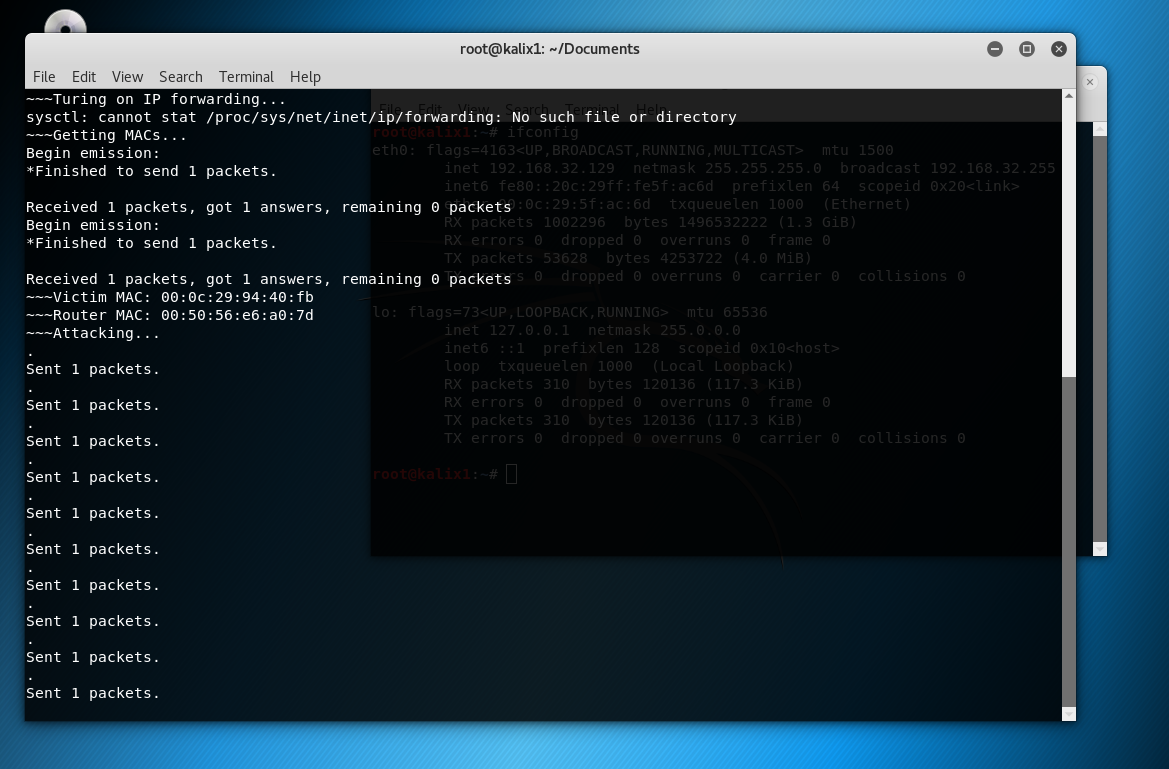 root@kalix1: ~/Documents
File Edit View Search Terminal Help
~~~Turing on IP forwarding...
sysctl: cannot stat /proc/sys/net/inet/ip/forwarding: No such file or directory
~~~Getting MACs...
Begin emission:
*Finished to send 1 packets.
Received 1 packets, got 1 answers, remaining 0 packets
Begin emission:
*Finished to send 1 packets.
Received 1 packets, got 1 answers, remaining 0 packets
~~~Victim MAC: 00:0c:29:94:40:fb
~~~Router MAC: 00:50:56:e6:a0:7d
~~~Attacking...
.
Sent 1 packets.
.
Sent 1 packets.
.
Sent 1 packets.
.
Sent 1 packets.
.
Sent 1 packets.
.
Sent 1 packets.
.
Sent 1 packets.
.
Sent 1 packets.
.
Sent 1 packets.
.
Sent 1 packets.
File Edit View Search Terminal Help
root@kalix1:~# ifconfig
eth0: flags=4163<UP,BROADCAST,RUNNING,MULTICAST> mtu 1500
inet 192.168.32.129 netmask 255.255.255.0 broadcast 192.168.32.255
inet6 fe80::20c:29ff:fe5f:ac6d prefixlen 64 scopeid 0x20<link>
00:0c:29:5f:ac:6d txqueuelen 1000 (Ethernet)
RX packets 1002296 bytes 1496532222 (1.3 GiB)
RX errors 0 dropped 0 overruns 0 frame 0
TX packets 53628 bytes 4253722 (4.0 MiB)
TX errors 0 dropped 0 overruns 0 carrier 0 collisions 0
lo: flags=73<UP,LOOPBACK,RUNNING> mtu 65536
inet 127.0.0.1 netmask 255.0.0.0
inet6 ::1 prefixlen 128 scopeid 0x10<host>
loop txqueuelen 1000 (Local Loopback)
RX packets 310 bytes 120136 (117.3 KiB)
RX errors 0 dropped 0 overruns 0 frame 0
TX packets 310 bytes 120136 (117.3 KiB)
TX errors 0 dropped 0 overruns 0 carrier 0 collisions 0
root@kalix1:~#